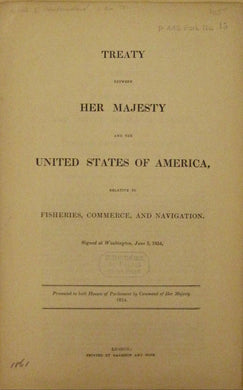 TREATY
BETWEEN
HER MAJESTY
AND THE
UNITED STATES OF AMERICA,
RELATIVE TO
FISHERIES, COMMERCE, AND NAVIGATION.
Signed at Washington, June 5, 1854.
Presented to both Houses of Parliament by Command of Her Majesty.
1854.
LONDON:
PRINTED BY HARRISON AND SONS.
1861